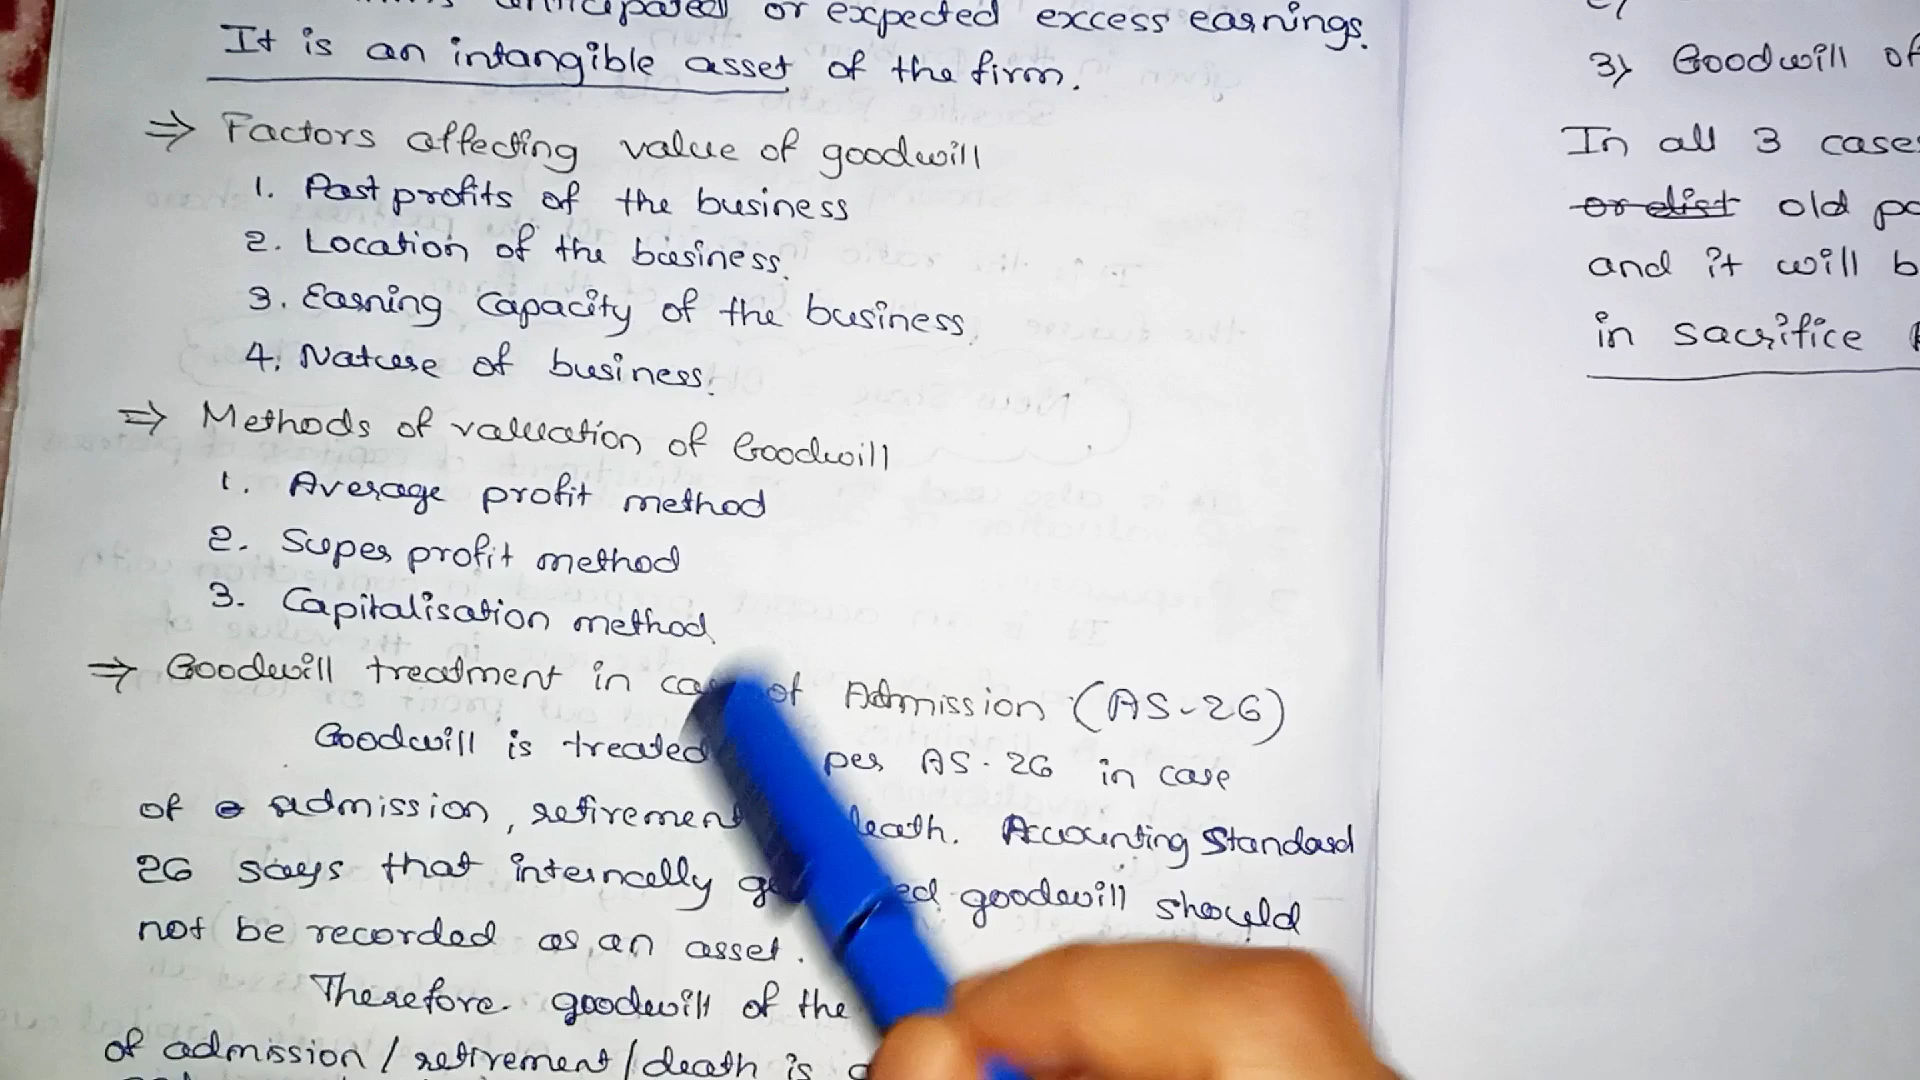 anticipated or expected excess earnings.
It is an intangible asset of the firm.
⇒ Factors affecting value of goodwill
1. Past profits of the business
2. Location of the business.
3. Earning Capacity of the business.
4. Nature of business.
⇒ Methods of valuation of Goodwill
1. Average profit method
2. Super profit method
3. Capitalisation method.
⇒ Goodwill treatment in of Admission (AS-26)
Goodwill is treated per AS-26 in case
of admission, retirement death. Accounting Standard
26 says that internally goodwill should
not be recorded as an asset.
Therefore goodwill of the
of admission / retirement / death is
3) Goodwill of
In all 3 cases
or dist old
and it will b
in sacrifice